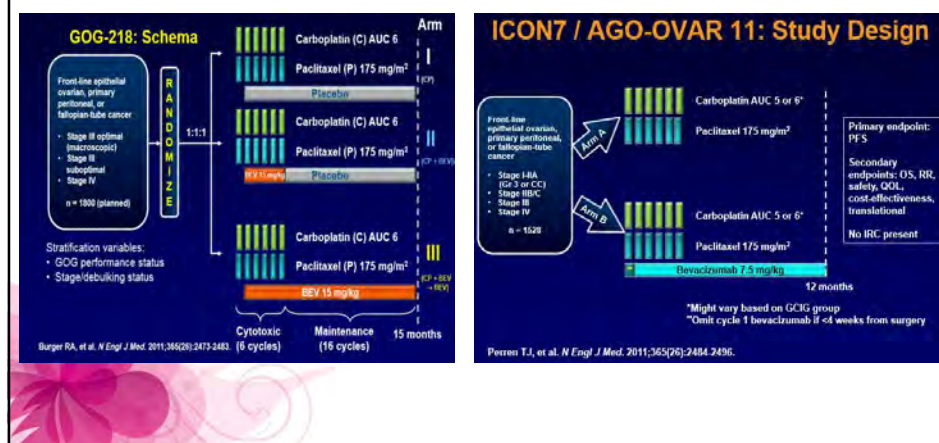 GOG-218: Schema
Arm
Front-line epithelial
ovarian, primary
peritoneal, or
fallopian-tube cancer
• Stage III optimal
(macroscopic)
• Stage III
suboptimal
• Stage IV
n = 1800 (planned)
RANDOMIZE
1:1:1
Carboplatin (C) AUC 6
Paclitaxel (P) 175 mg/m²
Placebo
I
(CP)
Carboplatin (C) AUC 6
Paclitaxel (P) 175 mg/m²
BEV 15 mg/kg
Placebo
II
(CP + BEV)
Carboplatin (C) AUC 6
Paclitaxel (P) 175 mg/m²
BEV 15 mg/kg
III
(CP + BEV
→ BEV)
Stratification variables:
• GOG performance status
• Stage/debulking status
Cytotoxic
(6 cycles)
Maintenance
(16 cycles)
15 months
Burger RA, et al. N Engl J Med. 2011;365(26):2473-2483.
ICON7 / AGO-OVAR 11: Study Design
Front-line
epithelial ovarian,
primary peritoneal,
or fallopian-tube
cancer
• Stage I-IIA
(Gr 3 or CC)
• Stage IIB/C
• Stage III
• Stage IV
n = 1528
Arm A
Carboplatin AUC 5 or 6*
Paclitaxel 175 mg/m²
Arm B
Carboplatin AUC 5 or 6*
Paclitaxel 175 mg/m²
Bevacizumab 7.5 mg/kg
12 months
Primary endpoint:
PFS
Secondary
endpoints: OS, RR,
safety, QOL,
cost-effectiveness,
translational
No IRC present
*Might vary based on GCIG group
**Omit cycle 1 bevacizumab if <4 weeks from surgery
Perren TJ, et al. N Engl J Med. 2011;365(26):2484-2496.